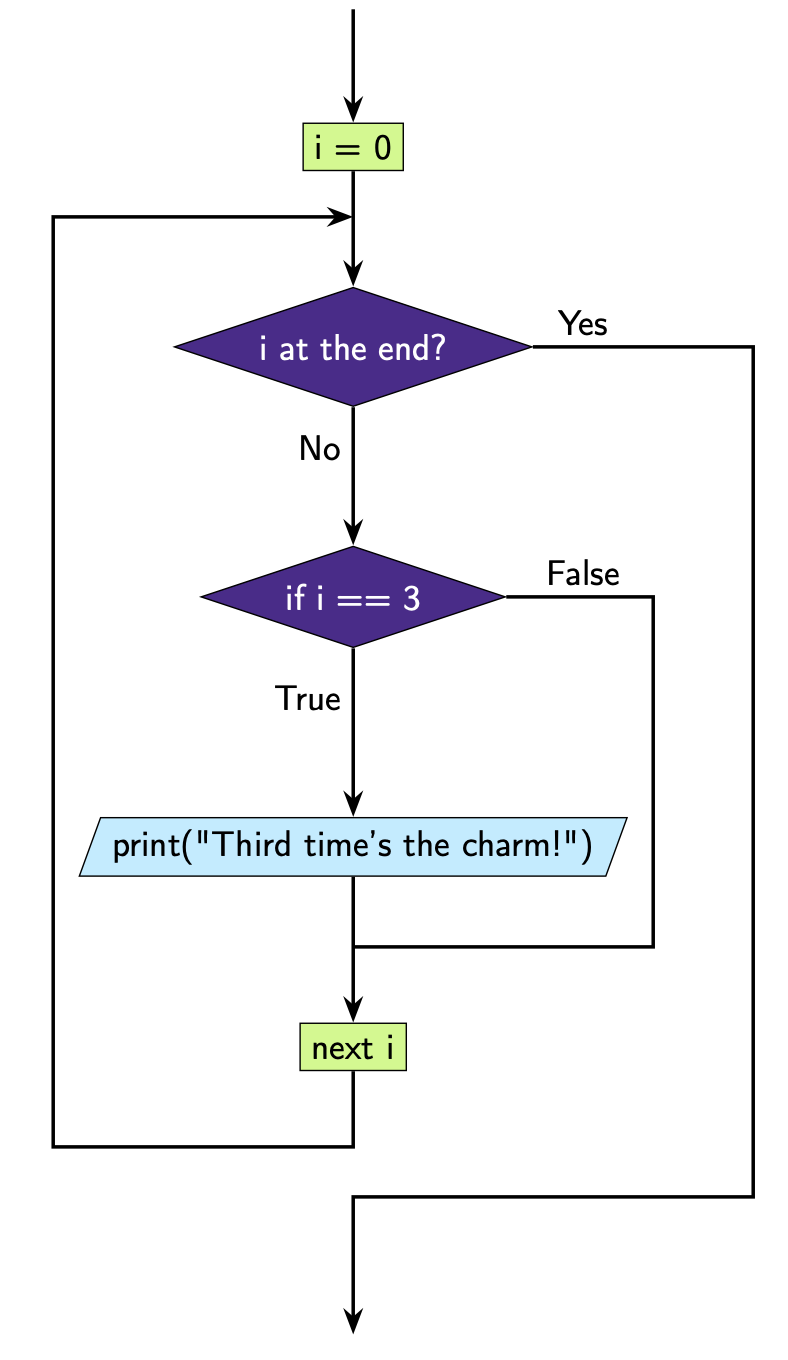 i = 0
i at the end?
Yes
No
if i == 3
False
True
print("Third time's the charm!")
next i